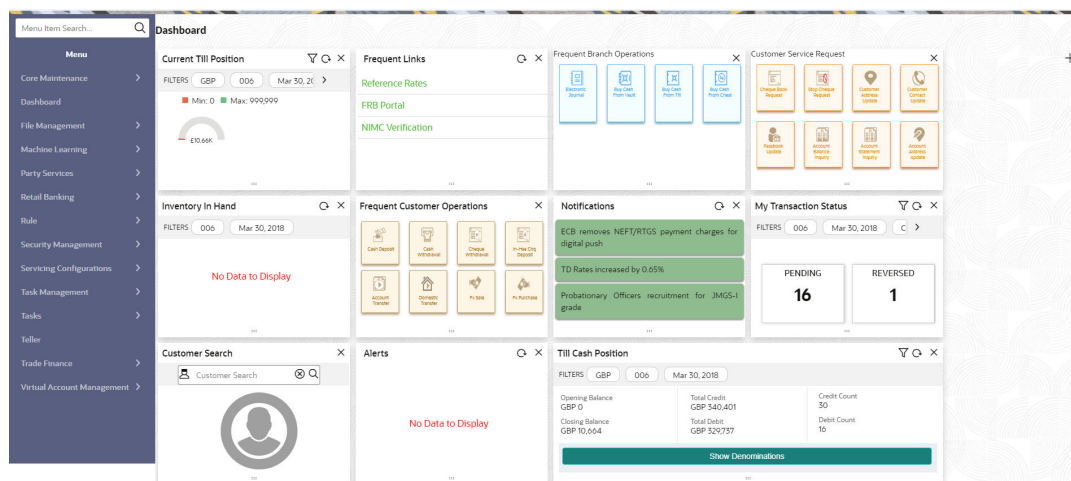 Menu Item Search...
Dashboard
Menu
Core Maintenance
Dashboard
File Management
Machine Learning
Party Services
Retail Banking
Rule
Security Management
Servicing Configurations
Task Management
Tasks
Teller
Trade Finance
Virtual Account Management
Current Till Position
FILTERS GBP 006 Mar 30, 20
Min: 0 Max: 999,999
£10.66K
Frequent Links
Reference Rates
FRB Portal
NIMC Verification
Frequent Branch Operations
Electronic
Journal
Buy Cash
From Vault
Buy Cash
From Till
Buy Cash
From Chest
Customer Service Request
Cheque Book
Request
Stop Cheque
Request
Customer
Address
Update
Customer
Contact
Update
Passbook
Update
Account
Balance
Inquiry
Account
Statement
Inquiry
Account
Address
Update
Inventory In Hand
FILTERS 006 Mar 30, 2018
No Data to Display
Frequent Customer Operations
Cash Deposit
Cash
Withdrawal
Cheque
Withdrawal
In-Hse Chq
Deposit
Account
Transfer
Domestic
Transfer
Fx Sale
Fx Purchase
Notifications
ECB removes NEFT/RTGS payment charges for
digital push
TD Rates increased by 0.65%
Probationary Officers recruitment for JMGS-I
grade
My Transaction Status
FILTERS 006 Mar 30, 2018 C
PENDING
16
REVERSED
1
Customer Search
Customer Search
Alerts
No Data to Display
Till Cash Position
FILTERS GBP 006 Mar 30, 2018
Opening Balance
GBP 0
Total Credit
GBP 340,401
Credit Count
30
Closing Balance
GBP 10,664
Total Debit
GBP 329,737
Debit Count
16
Show Denominations